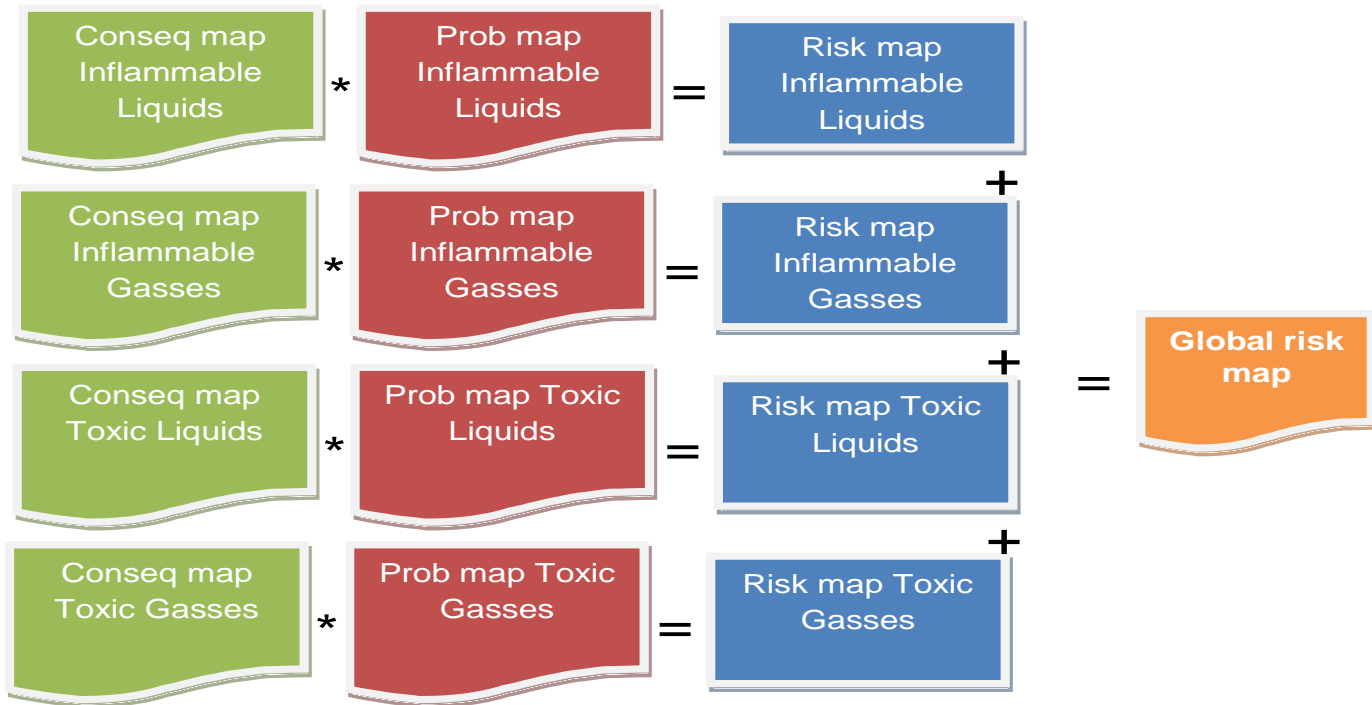 Conseq map
Inflammable
Liquids
*
Prob map
Inflammable
Liquids
=
Risk map
Inflammable
Liquids
+
Conseq map
Inflammable
Gasses
*
Prob map
Inflammable
Gasses
=
Risk map
Inflammable
Gasses
+
Conseq map
Toxic Liquids
*
Prob map Toxic
Liquids
=
Risk map Toxic
Liquids
+
Conseq map
Toxic Gasses
*
Prob map Toxic
Gasses
=
Risk map Toxic
Gasses
=
Global risk
map